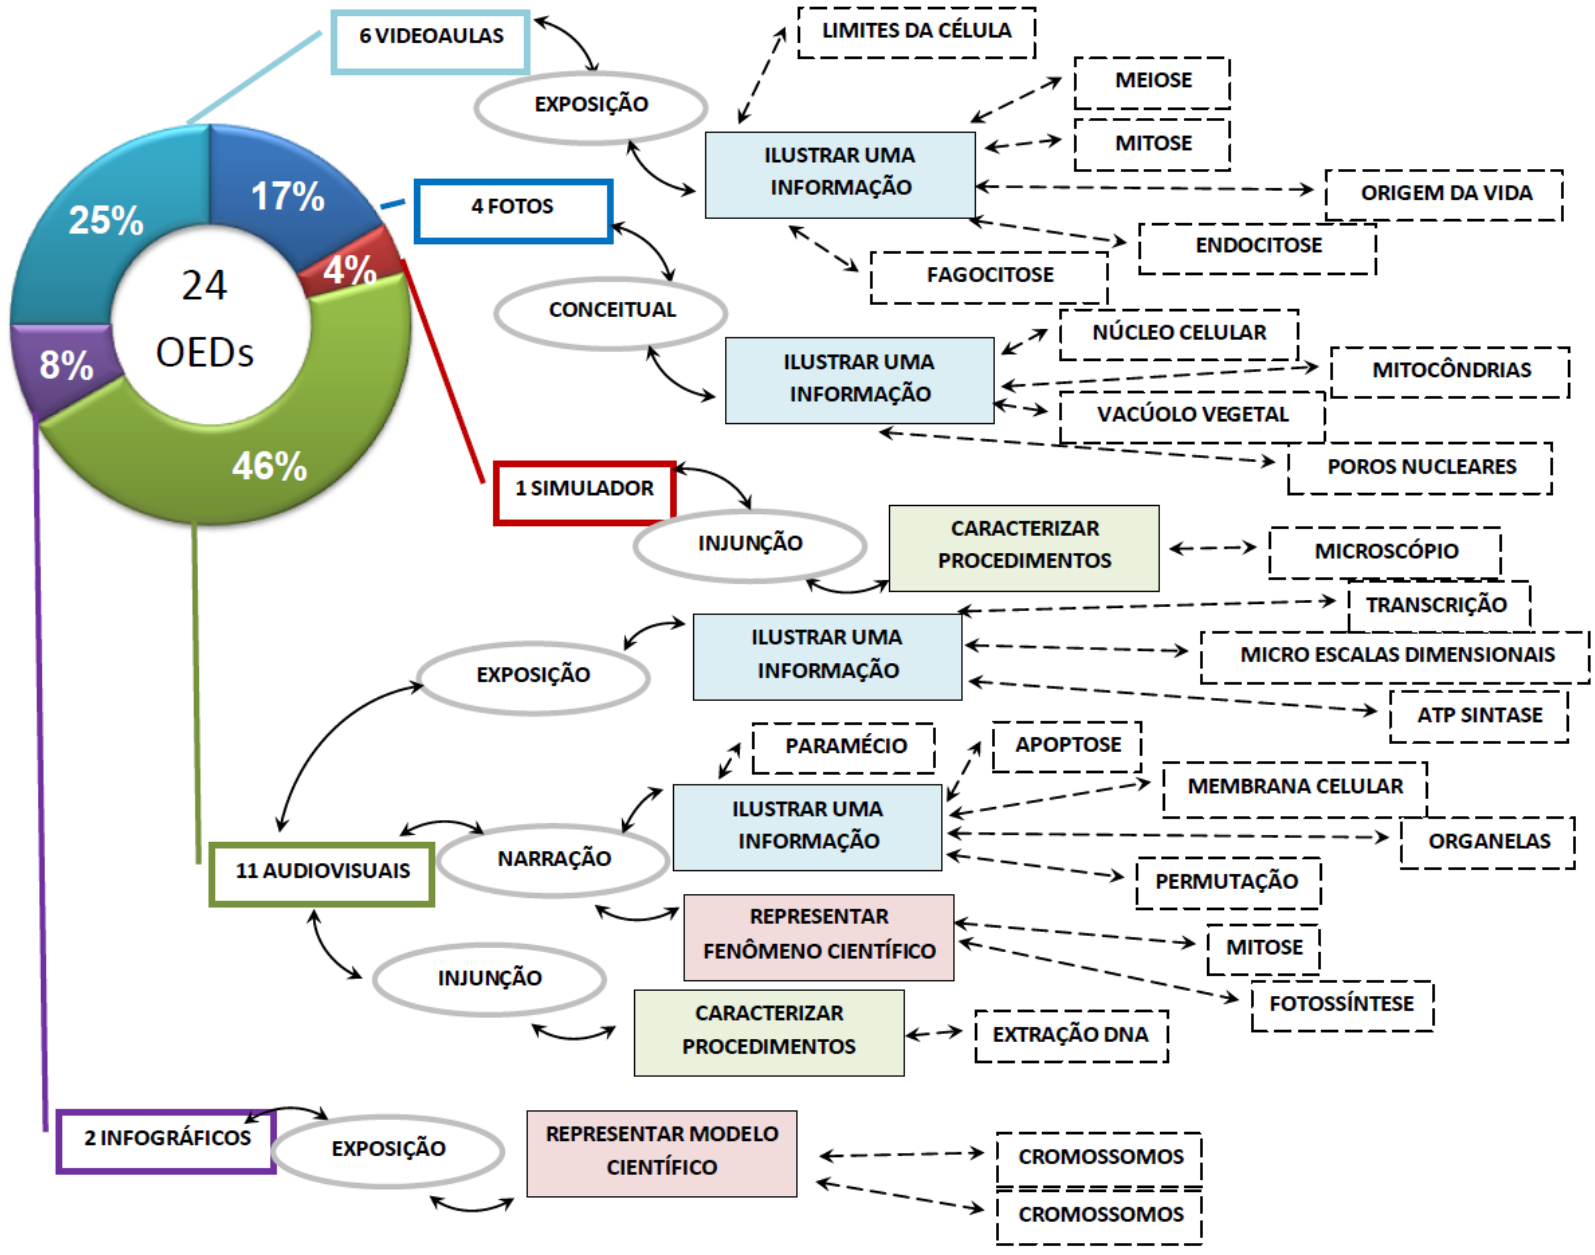 6 VIDEOAULAS
EXPOSIÇÃO
LIMITES DA CÉLULA
MEIOSE
MITOSE
ILUSTRAR UMA
INFORMAÇÃO
ORIGEM DA VIDA
ENDOCITOSE
FAGOCITOSE
17%
25%
4%
8%
46%
24
OEDs
4 FOTOS
CONCEITUAL
ILUSTRAR UMA
INFORMAÇÃO
NÚCLEO CELULAR
MITOCÔNDRIAS
VACÚOLO VEGETAL
POROS NUCLEARES
1 SIMULADOR
INJUNÇÃO
CARACTERIZAR
PROCEDIMENTOS
MICROSCÓPIO
EXPOSIÇÃO
ILUSTRAR UMA
INFORMAÇÃO
TRANSCRIÇÃO
MICRO ESCALAS DIMENSIONAIS
ATP SINTASE
11 AUDIOVISUAIS
NARRAÇÃO
PARAMÉCIO
APOPTOSE
ILUSTRAR UMA
INFORMAÇÃO
MEMBRANA CELULAR
ORGANELAS
PERMUTAÇÃO
REPRESENTAR
FENÔMENO CIENTÍFICO
MITOSE
FOTOSSÍNTESE
INJUNÇÃO
CARACTERIZAR
PROCEDIMENTOS
EXTRAÇÃO DNA
2 INFOGRÁFICOS
EXPOSIÇÃO
REPRESENTAR MODELO
CIENTÍFICO
CROMOSSOMOS
CROMOSSOMOS